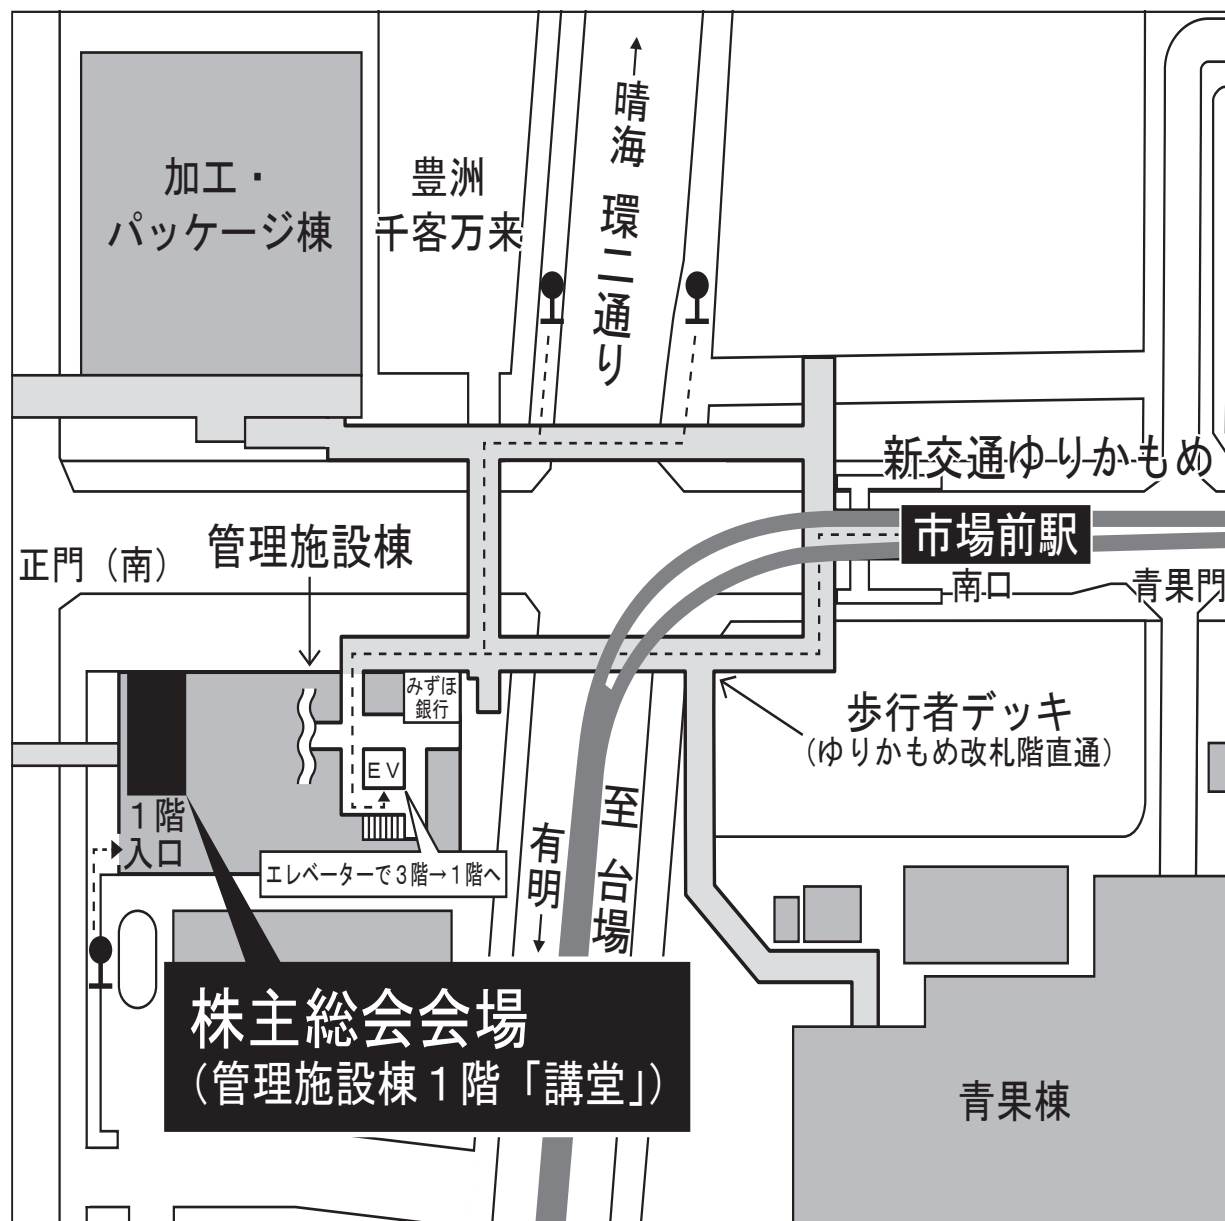 加工・
パッケージ棟
豊洲
千客万来
←晴海 環二通り
新交通ゆりかもめ
市場前駅
南口
青果門
正門（南）
管理施設棟
みずほ
銀行
EV
歩行者デッキ
（ゆりかもめ改札階直通）
1階
入口
エレベーターで3階→1階へ
有明→
至 台場
株主総会会場
（管理施設棟1階「講堂」）
青果棟